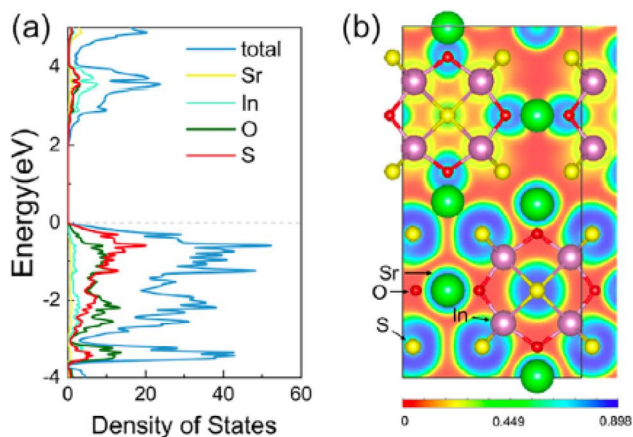 (a)
(b)
4
2
0
-2
-4
Energy(eV)
total
Sr
In
O
S
0
20
40
60
Density of States
Sr
O
In
S
0
0.449
0.898